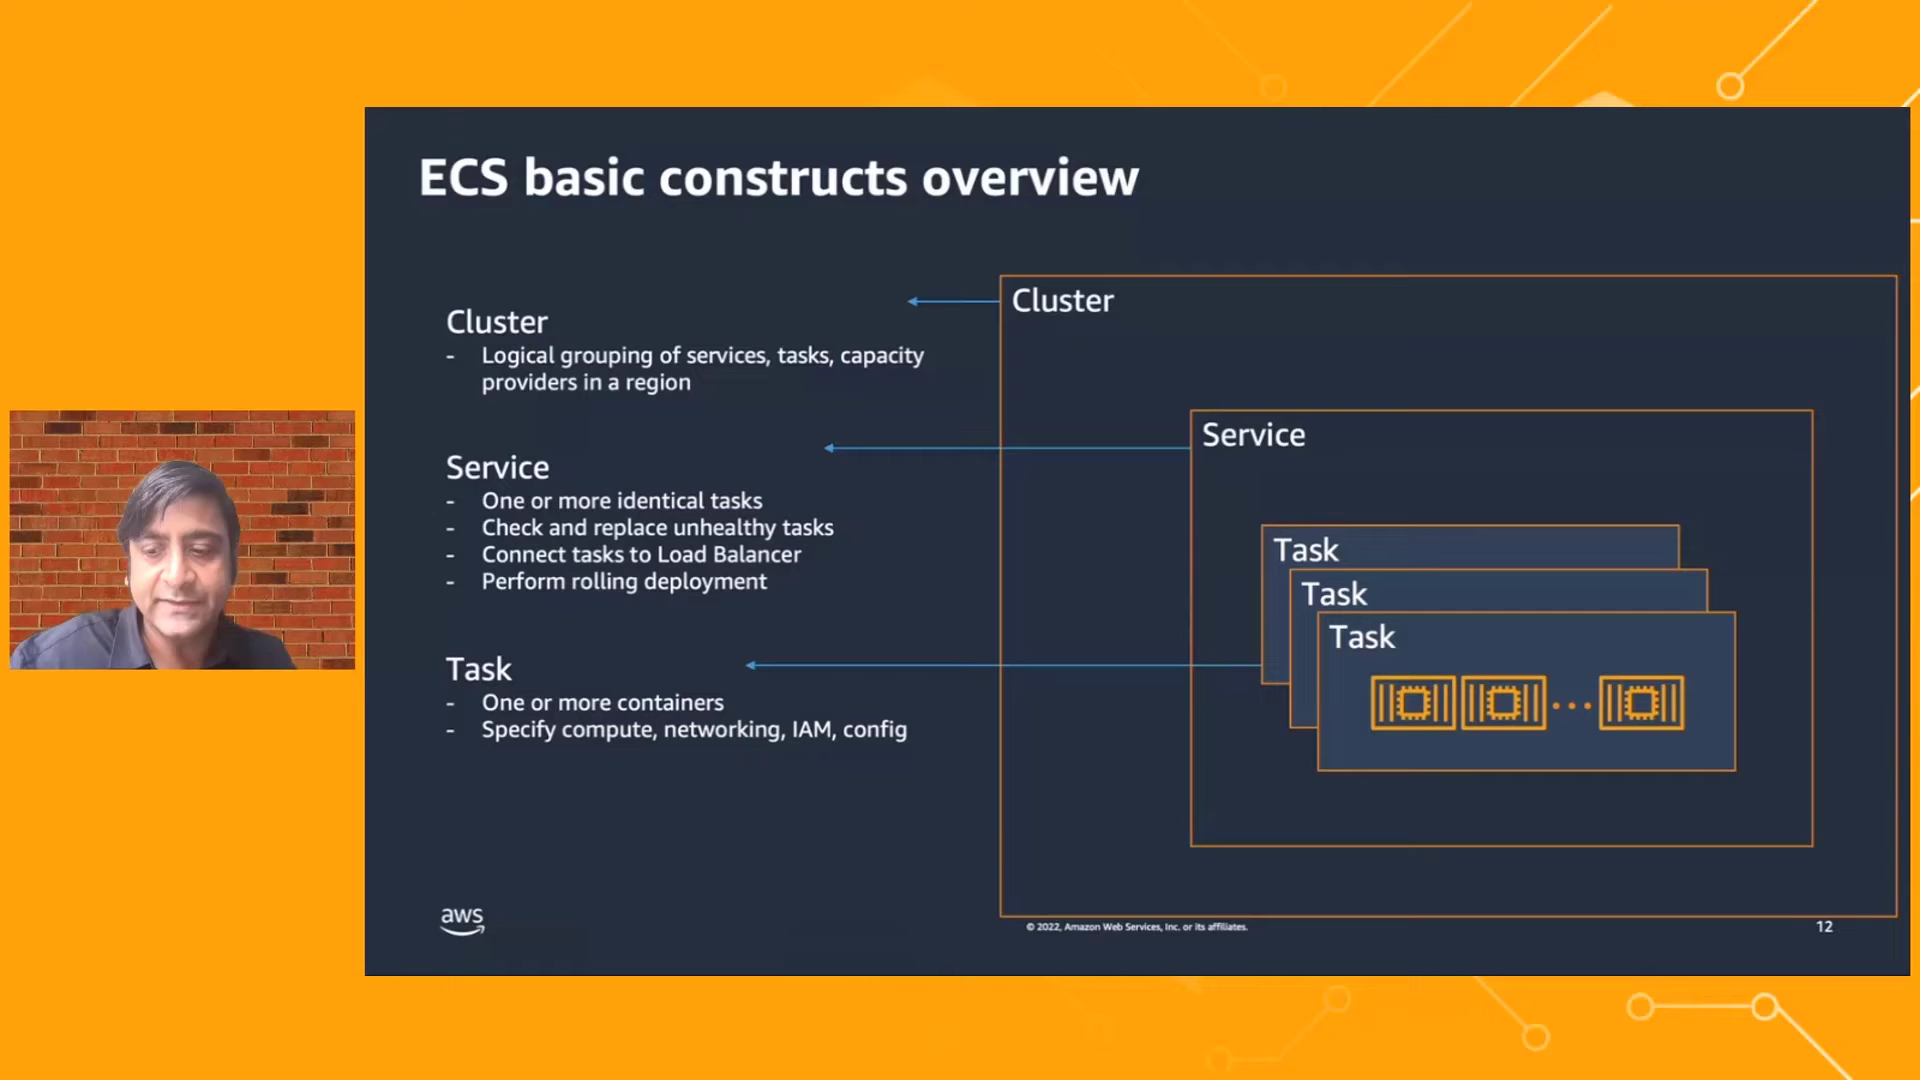 ECS basic constructs overview
Cluster
- Logical grouping of services, tasks, capacity
providers in a region
Service
- One or more identical tasks
- Check and replace unhealthy tasks
- Connect tasks to Load Balancer
- Perform rolling deployment
Task
- One or more containers
- Specify compute, networking, IAM, config
Cluster
Service
Task
Task
Task
aws
© 2022, Amazon Web Services, Inc. or its affiliates.
12